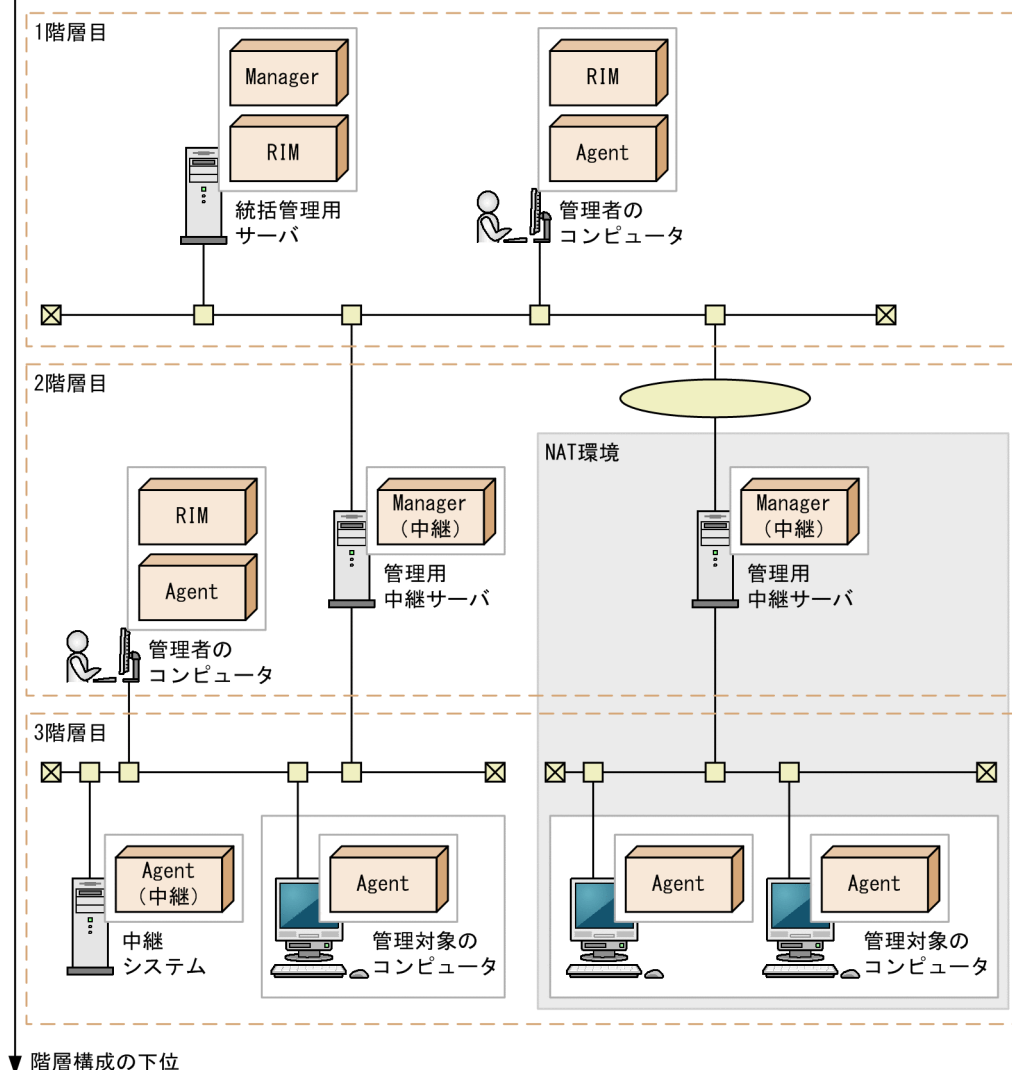 1階層目
Manager
RIM
統括管理用
サーバ
RIM
Agent
管理者の
コンピュータ
2階層目
RIM
Agent
管理者の
コンピュータ
Manager
(中継)
管理用
中継サーバ
NAT環境
Manager
(中継)
管理用
中継サーバ
3階層目
Agent
(中継)
中継
システム
Agent
管理対象の
コンピュータ
Agent
Agent
管理対象の
コンピュータ
階層構成の下位